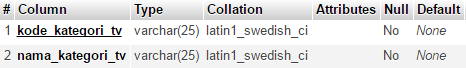 # Column Type Collation Attributes Null Default
1 kode_kategori_tv varchar(25) latin1_swedish_ci No None
2 nama_kategori_tv varchar(25) latin1_swedish_ci No None